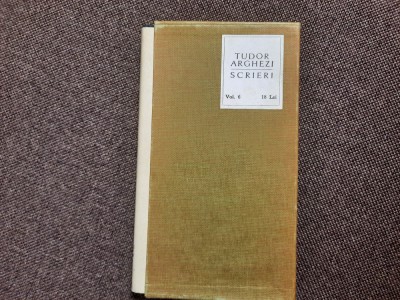 TUDOR
ARGHEZI
SCRIERI
Vol. 6 18 Lei